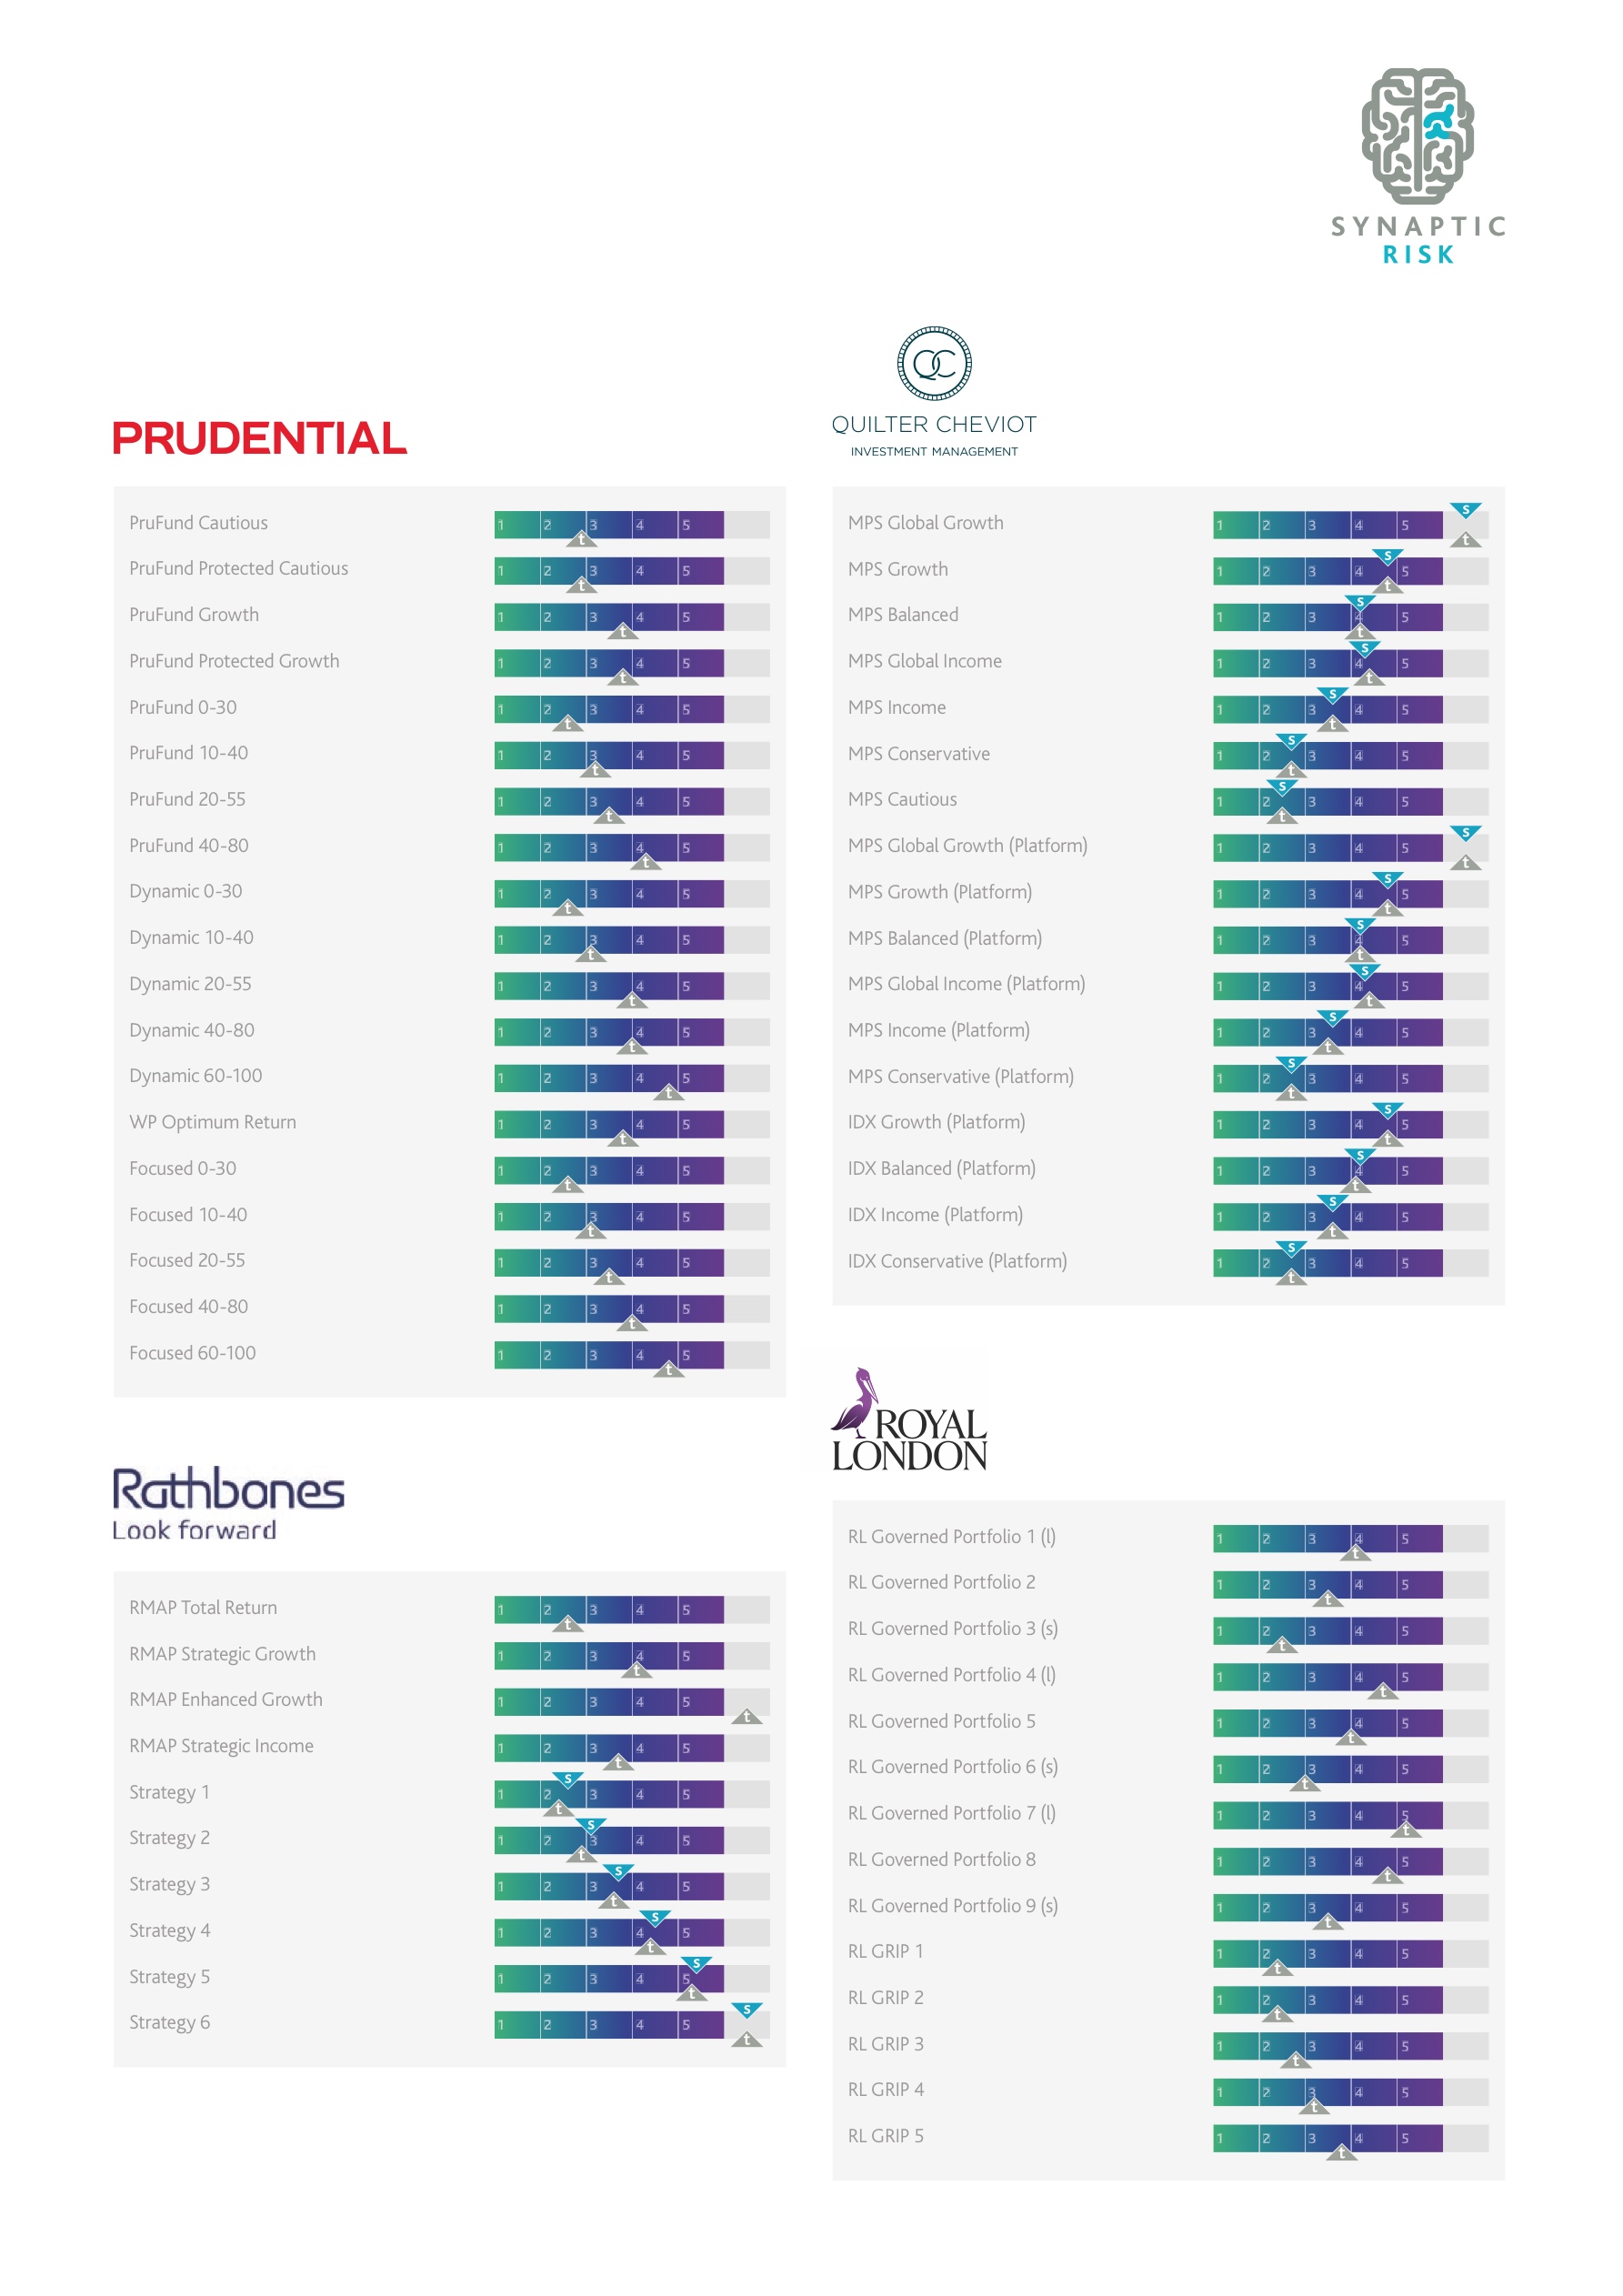 SYNAPTIC
RISK
PRUDENTIAL
PruFund Cautious 1 2 3 4 5
t
PruFund Protected Cautious 1 2 3 4 5
t
PruFund Growth 1 2 3 4 5
t
PruFund Protected Growth 1 2 3 4 5
t
PruFund 0-30 1 2 3 4 5
t
PruFund 10-40 1 2 3 4 5
t
PruFund 20-55 1 2 3 4 5
t
PruFund 40-80 1 2 3 4 5
t
Dynamic 0-30 1 2 3 4 5
t
Dynamic 10-40 1 2 3 4 5
t
Dynamic 20-55 1 2 3 4 5
t
Dynamic 40-80 1 2 3 4 5
t
Dynamic 60-100 1 2 3 4 5
t
WP Optimum Return 1 2 3 4 5
t
Focused 0-30 1 2 3 4 5
t
Focused 10-40 1 2 3 4 5
t
Focused 20-55 1 2 3 4 5
t
Focused 40-80 1 2 3 4 5
t
Focused 60-100 1 2 3 4 5
t
Rathbones
Look forward
RMAP Total Return 1 2 3 4 5
t
RMAP Strategic Growth 1 2 3 4 5
t
RMAP Enhanced Growth 1 2 3 4 5
t
RMAP Strategic Income 1 2 3 4 5
t
s
Strategy 1 1 2 3 4 5
t
s
Strategy 2 1 2 3 4 5
t
s
Strategy 3 1 2 3 4 5
t
s
Strategy 4 1 2 3 4 5
t
s
Strategy 5 1 2 3 4 5
t
s
Strategy 6 1 2 3 4 5
t
QC
QUILTER CHEVIOT
INVESTMENT MANAGEMENT
s
MPS Global Growth 1 2 3 4 5
t
s
MPS Growth 1 2 3 4 5
t
s
MPS Balanced 1 2 3 4 5
t
s
MPS Global Income 1 2 3 4 5
t
s
MPS Income 1 2 3 4 5
t
s
MPS Conservative 1 2 3 4 5
t
s
MPS Cautious 1 2 3 4 5
t
s
MPS Global Growth (Platform) 1 2 3 4 5
t
s
MPS Growth (Platform) 1 2 3 4 5
t
s
MPS Balanced (Platform) 1 2 3 4 5
t
s
MPS Global Income (Platform) 1 2 3 4 5
t
s
MPS Income (Platform) 1 2 3 4 5
t
s
MPS Conservative (Platform) 1 2 3 4 5
t
s
IDX Growth (Platform) 1 2 3 4 5
t
s
IDX Balanced (Platform) 1 2 3 4 5
t
s
IDX Income (Platform) 1 2 3 4 5
t
s
IDX Conservative (Platform) 1 2 3 4 5
t
ROYAL
LONDON
RL Governed Portfolio 1 (l) 1 2 3 4 5
t
RL Governed Portfolio 2 1 2 3 4 5
t
RL Governed Portfolio 3 (s) 1 2 3 4 5
t
RL Governed Portfolio 4 (l) 1 2 3 4 5
t
RL Governed Portfolio 5 1 2 3 4 5
t
RL Governed Portfolio 6 (s) 1 2 3 4 5
t
RL Governed Portfolio 7 (l) 1 2 3 4 5
t
RL Governed Portfolio 8 1 2 3 4 5
t
RL Governed Portfolio 9 (s) 1 2 3 4 5
t
RL GRIP 1 1 2 3 4 5
t
RL GRIP 2 1 2 3 4 5
t
RL GRIP 3 1 2 3 4 5
t
RL GRIP 4 1 2 3 4 5
t
RL GRIP 5 1 2 3 4 5
t